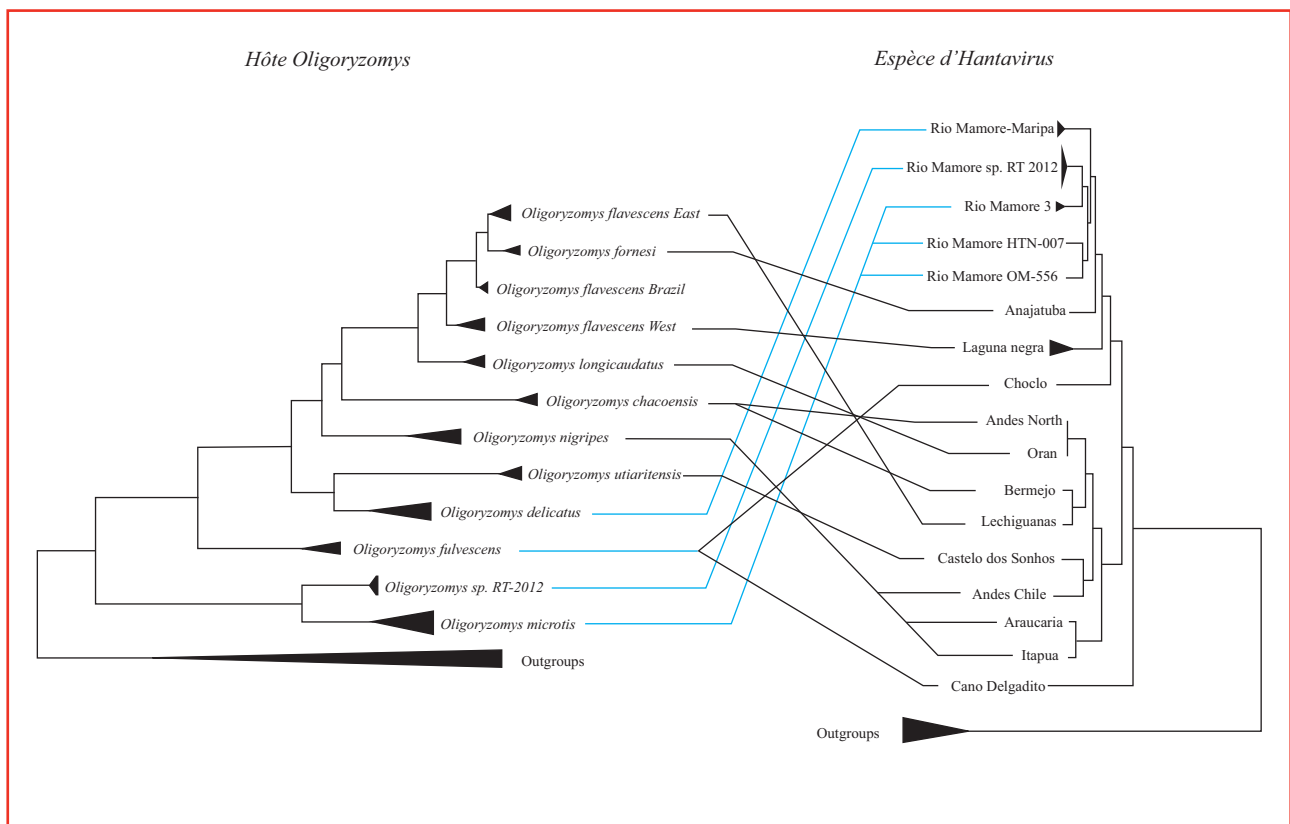 Hôte Oligoryzomys
Oligoryzomys flavescens East
Oligoryzomys fornesi
Oligoryzomys flavescens Brazil
Oligoryzomys flavescens West
Oligoryzomys longicaudatus
Oligoryzomys chacoensis
Oligoryzomys nigripes
Oligoryzomys utiaritensis
Oligoryzomys delicatus
Oligoryzomys fulvescens
Oligoryzomys sp. RT-2012
Oligoryzomys microtis
Outgroups
Espèce d’Hantavirus
Rio Mamore-Maripa
Rio Mamore sp. RT 2012
Rio Mamore 3
Rio Mamore HTN-007
Rio Mamore OM-556
Anajatuba
Laguna negra
Choclo
Andes North
Oran
Bermejo
Lechiguanas
Castelo dos Sonhos
Andes Chile
Araucaria
Itapua
Cano Delgadito
Outgroups